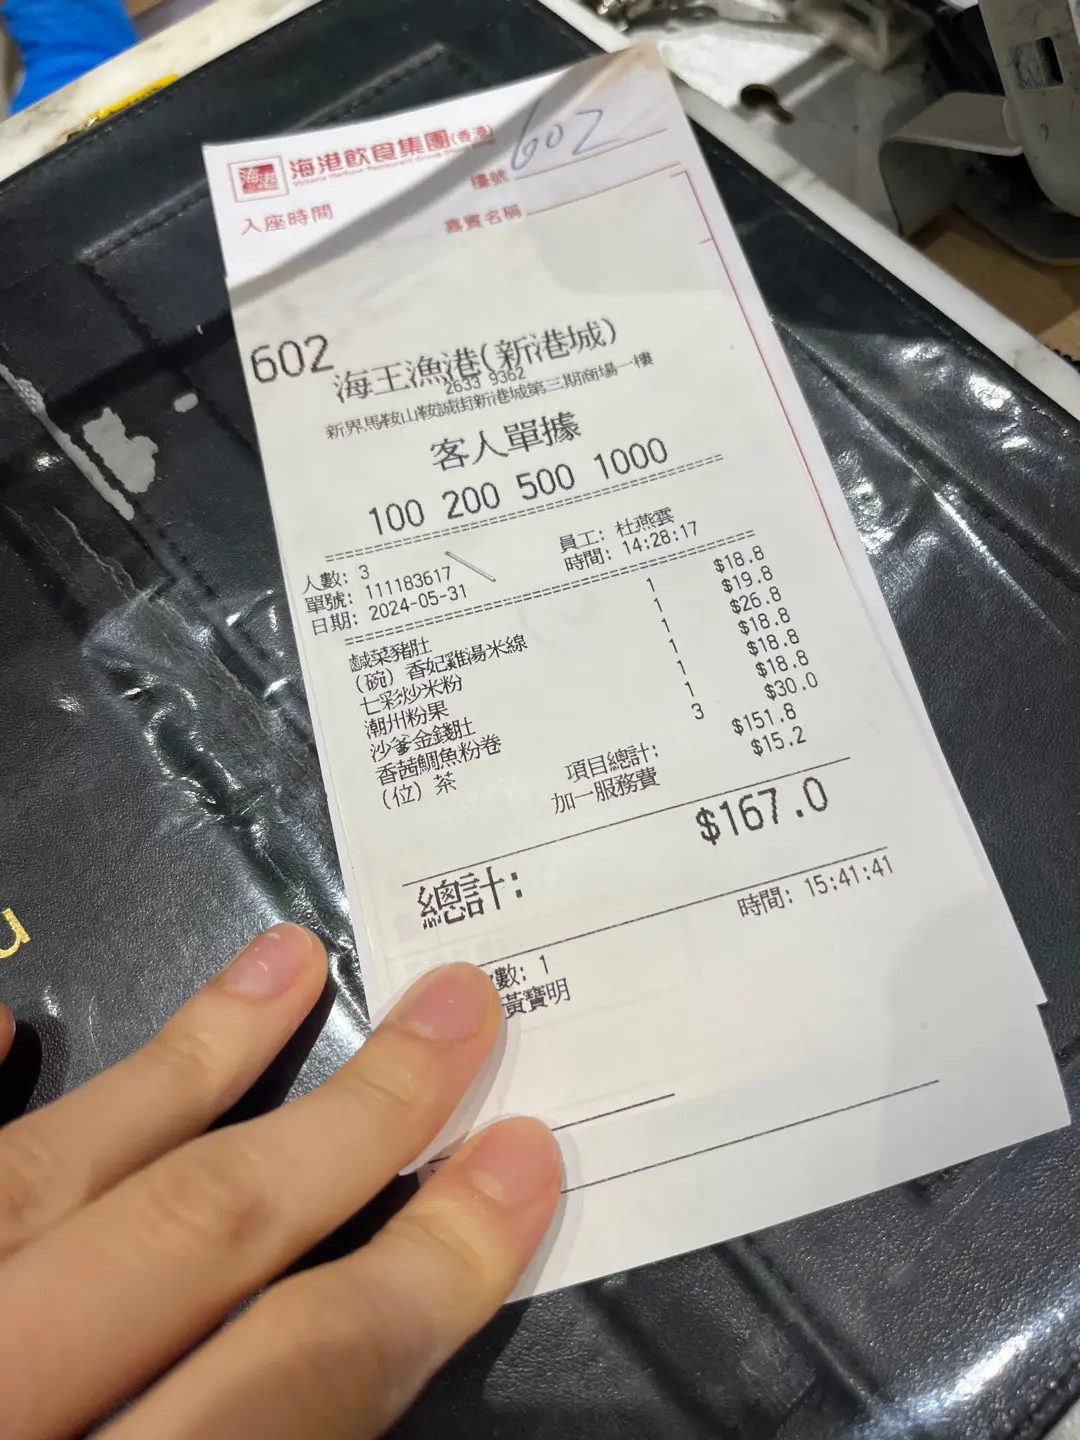 海港 海港飲食集團(香港)
Victoria Harbour Restaurant Group
602
檯號
入座時間 嘉賓名稱
602
海王漁港(新港城)
2633 9362
新界馬鞍山鞍誠街新港城第三期商場一樓
客人單據
100 200 500 1000
人數: 3 員工: 杜燕雲
單號: 111183617 時間: 14:28:17
日期: 2024-05-31
鹹菜豬肚 1 $18.8
(碗) 香妃雞湯米線 1 $19.8
七彩炒米粉 1 $26.8
潮州粉果 1 $18.8
沙爹金錢肚 1 $18.8
香茜鯛魚粉卷 1 $18.8
(位) 茶 3 $30.0
項目總計: $151.8
加一服務費 $15.2
總計: $167.0
時間: 15:41:41
數: 1
黃寶明